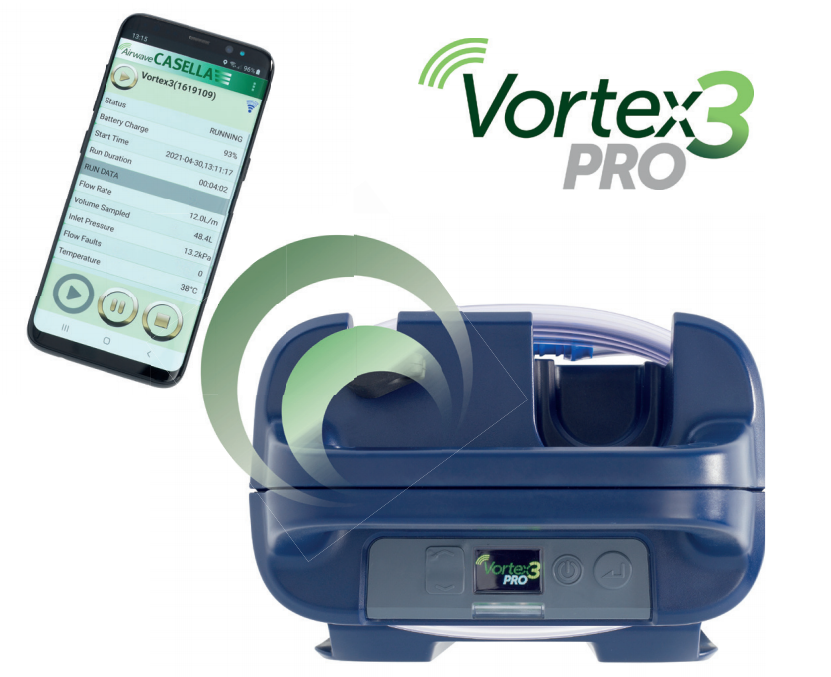 13:15
96%
Airwave CASELLA
Vortex3(1619109)
Status RUNNING
Battery Charge 93%
Start Time 2021-04-30,13:11:17
Run Duration 00:04:02
RUN DATA
Flow Rate 12.0L/m
Volume Sampled 48.4L
Inlet Pressure 13.2kPa
Flow Faults 0
Temperature 38°C
Vortex3
PRO
Vortex3
PRO